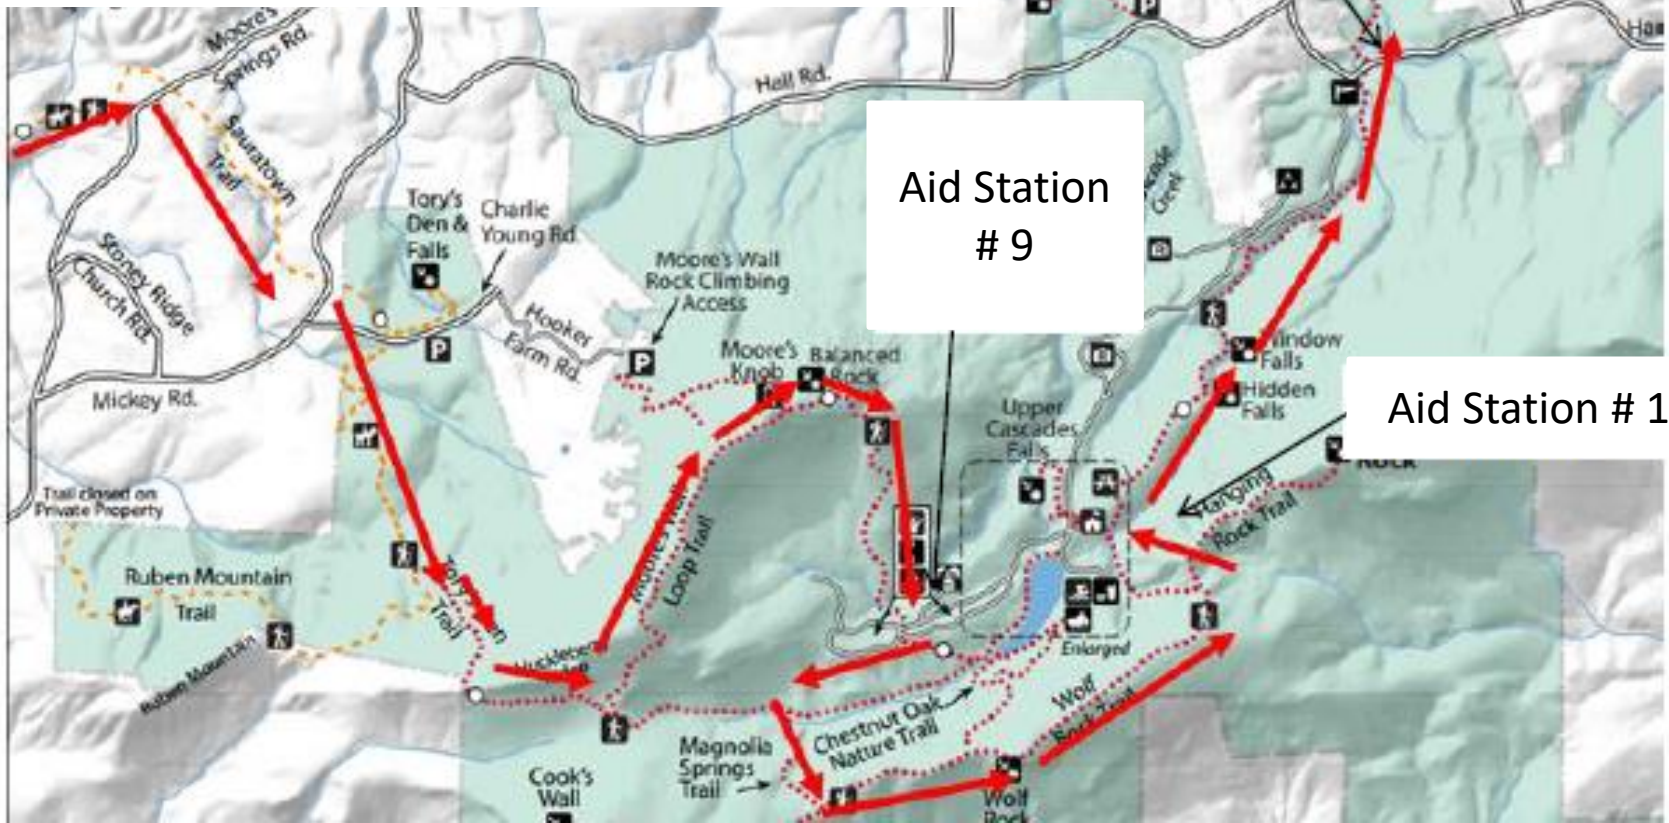 Moore's
Springs Rd.
Hall Rd.
Sauratown
Trail
Aid Station
# 9
Tory's
Den &
Falls
Charlie
Young Rd.
Stoney Ridge
Church Rd.
Moore's Wall
Rock Climbing
Access
Hooker
Farm Rd.
Moore's
Knob
Balanced
Rock
Mickey Rd.
Window
Falls
Hidden
Falls
Aid Station # 1
Upper
Cascades
Falls
Hanging
Rock Trail
Rock
Trail closed on
Private Property
Loop Trail
Ruben Mountain
Trail
Trail
Ruben Mountain
Enlarged
Wolf
Chestnut Oak
Nature Trail
Magnolia
Springs
Trail
Cook's
Wall
Wolf
Rock